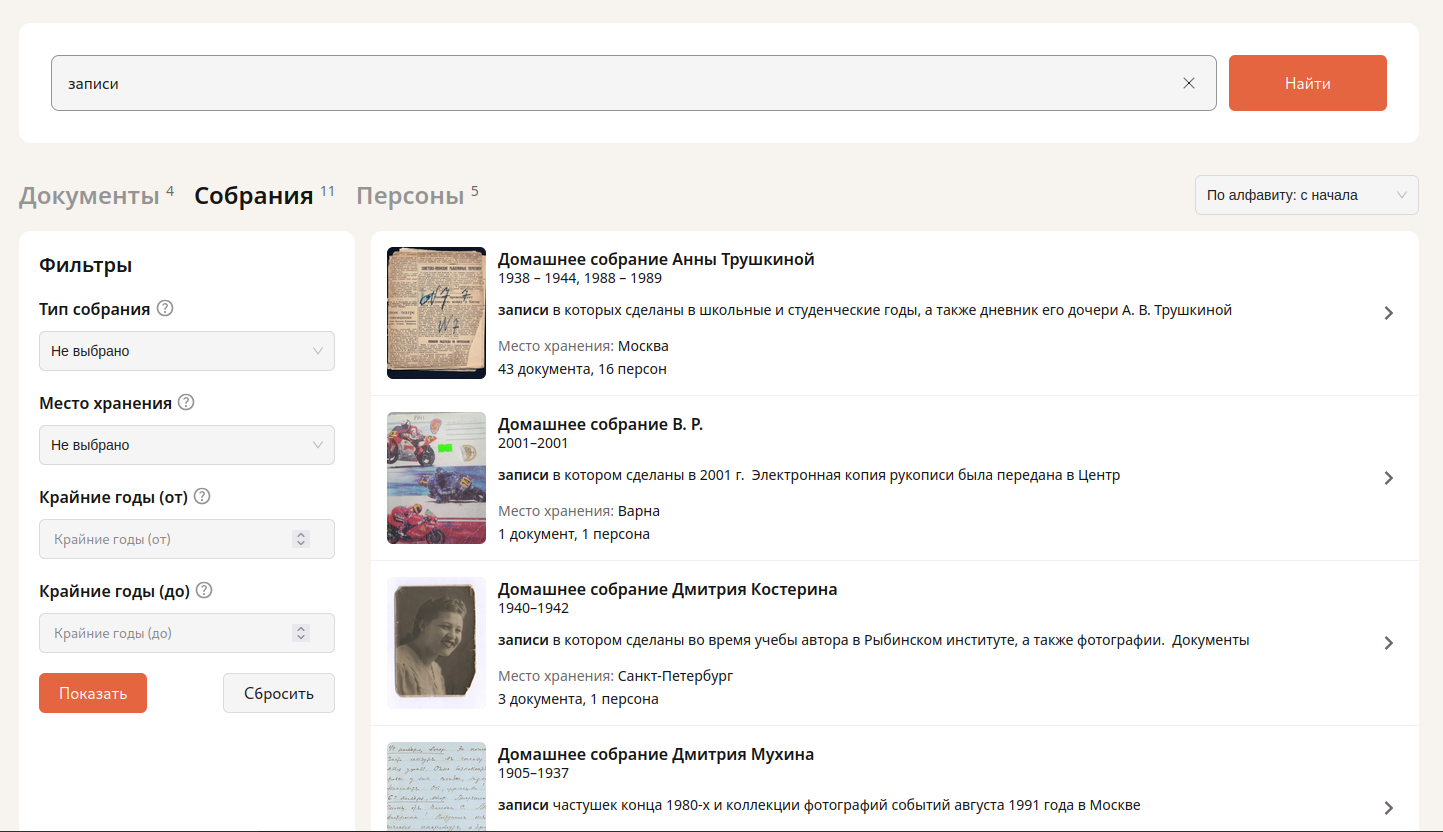 записи
Найти
Документы 4 Собрания 11 Персоны 5
По алфавиту: с начала
Фильтры
Тип собрания ?
Не выбрано
Место хранения ?
Не выбрано
Крайние годы (от) ?
Крайние годы (от)
Крайние годы (до) ?
Крайние годы (до)
Показать
Сбросить
Домашнее собрание Анны Трушкиной
1938 – 1944, 1988 – 1989
записи в которых сделаны в школьные и студенческие годы, а также дневник его дочери А. В. Трушкиной
Место хранения: Москва
43 документа, 16 персон
Домашнее собрание В. Р.
2001–2001
записи в котором сделаны в 2001 г.  Электронная копия рукописи была передана в Центр
Место хранения: Варна
1 документ, 1 персона
Домашнее собрание Дмитрия Костерина
1940–1942
записи в котором сделаны во время учебы автора в Рыбинском институте, а также фотографии.  Документы
Место хранения: Санкт-Петербург
3 документа, 1 персона
Домашнее собрание Дмитрия Мухина
1905–1937
записи частушек конца 1980-х и коллекции фотографий событий августа 1991 года в Москве